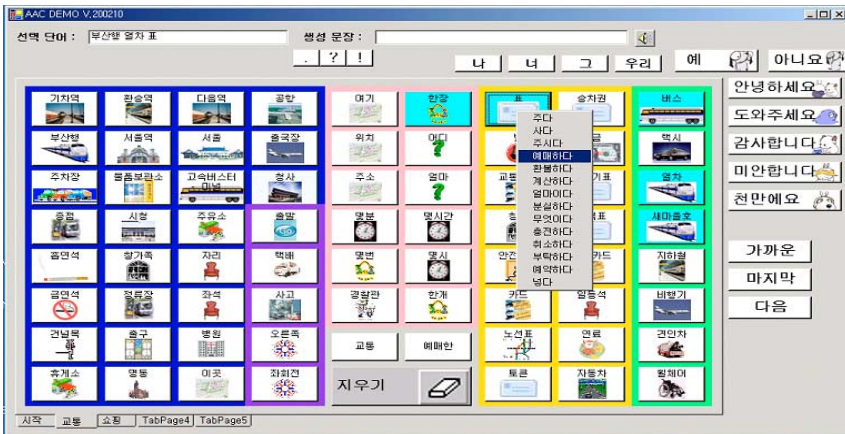 AAC DEMO V.200210
선택 단어 : 부산행 열차 표 생성 문장 :
. ? ! 나 너 그 우리 예 아니요
기차역 환승역 다음역 공항 여기 한장 표 승차권 버스 안녕하세요
부산행 서울역 서울 출국장 위치 어디 택시 도와주세요
주차장 물품보관소 고속버스터미널 청사 주소 얼마 열차 감사합니다
종점 시청 주유소 출발 몇분 몇시간 새마을호 미안합니다
흡연석 창가쪽 자리 택배 몇번 몇시 지하철 천만에요
금연석 정류장 좌석 사고 경찰관 한개 카드 일등석 비행기
건널목 출구 병원 오른쪽 교통 예매한 노선표 연료 견인차
휴게소 명동 이곳 좌회전 지우기 토큰 자동차 휠체어
주다
사다
주시다
예매하다
환불하다
계산하다
얼마이다
분실하다
무엇이다
충전하다
취소하다
부탁하다
예약하다
넣다
가까운
마지막
다음
시작 교통 쇼핑 TabPage4 TabPage5